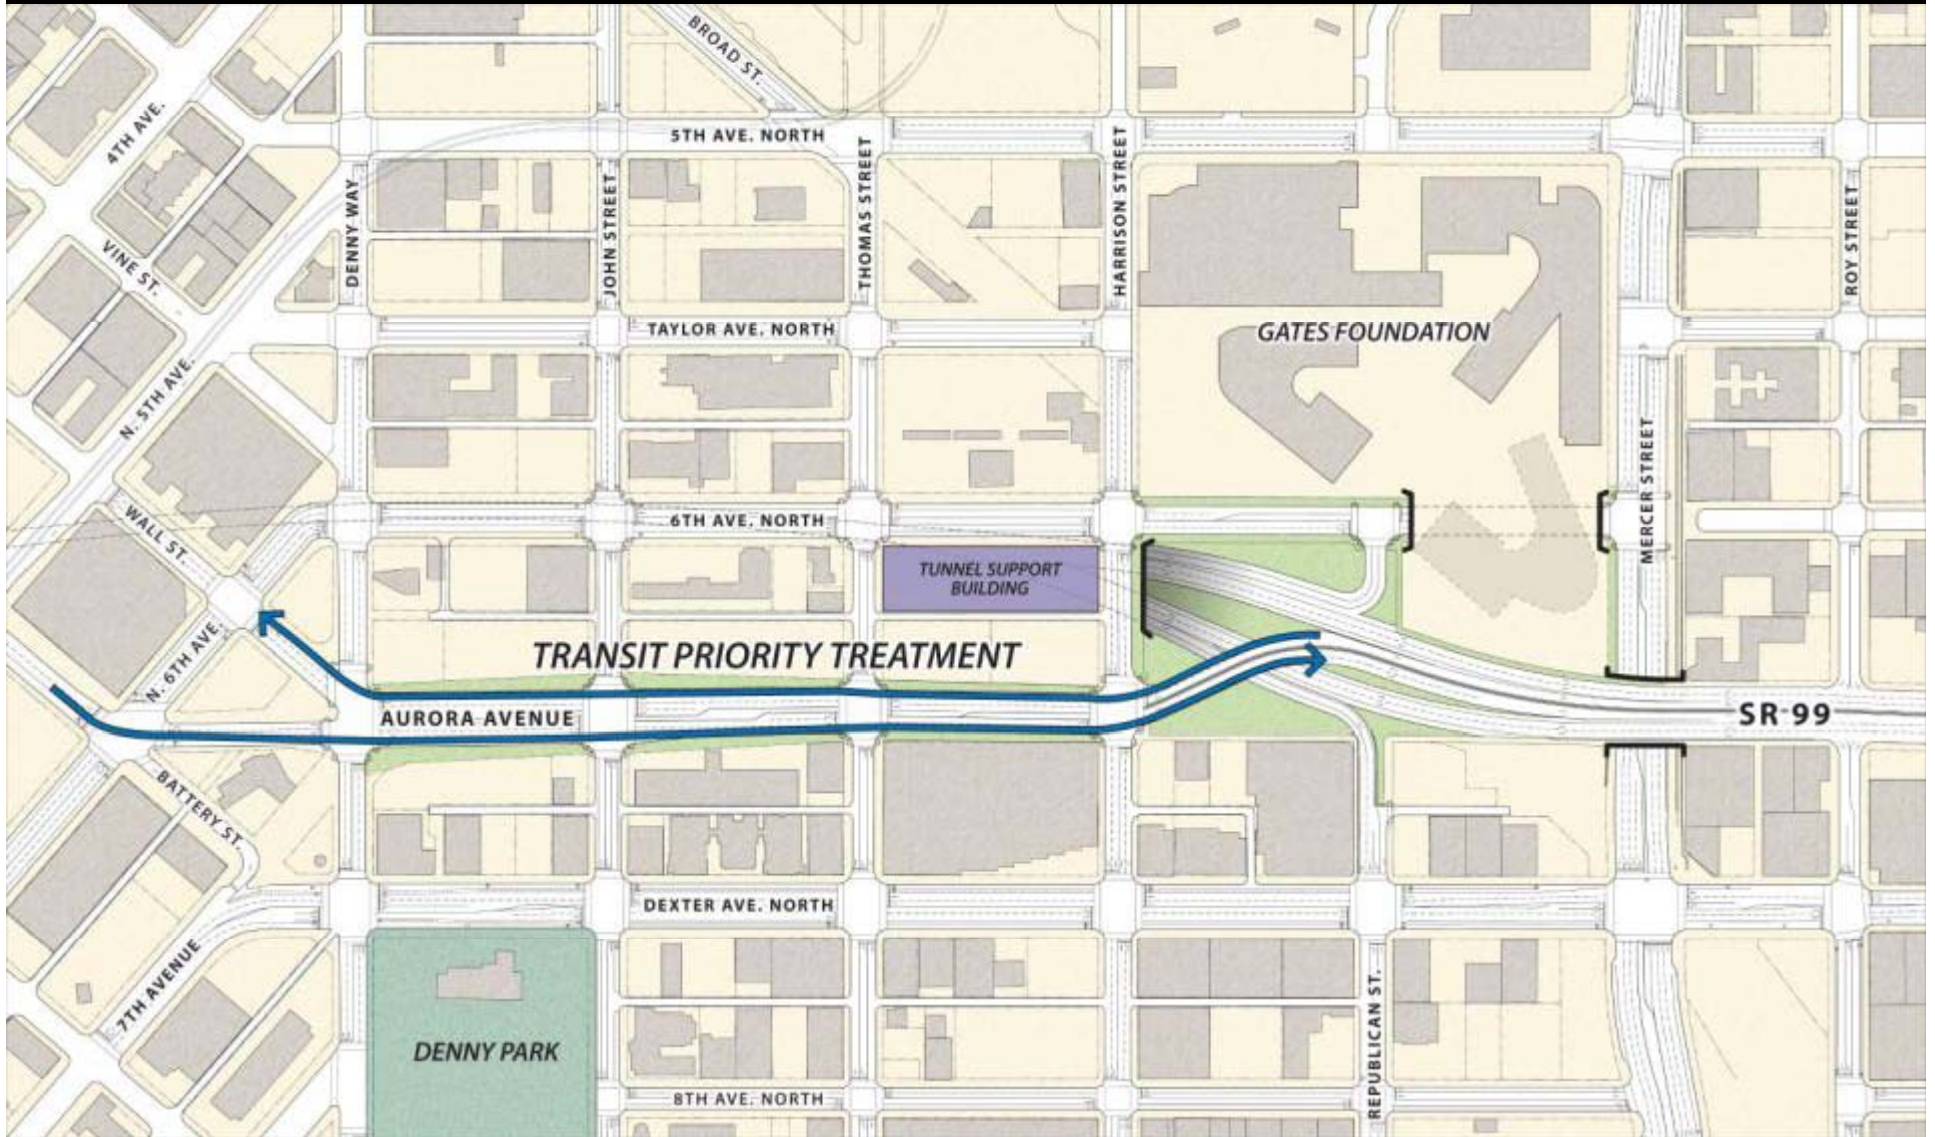 BROAD ST.
4TH AVE.
5TH AVE. NORTH
DENNY WAY
JOHN STREET
THOMAS STREET
HARRISON STREET
ROY STREET
VINE ST.
TAYLOR AVE. NORTH
GATES FOUNDATION
N. 5TH AVE.
MERCER STREET
WALL ST.
6TH AVE. NORTH
TUNNEL SUPPORT
BUILDING
N. 6TH AVE.
TRANSIT PRIORITY TREATMENT
AURORA AVENUE
SR 99
BATTERY ST.
DEXTER AVE. NORTH
7TH AVENUE
DENNY PARK
REPUBLICAN ST.
8TH AVE. NORTH